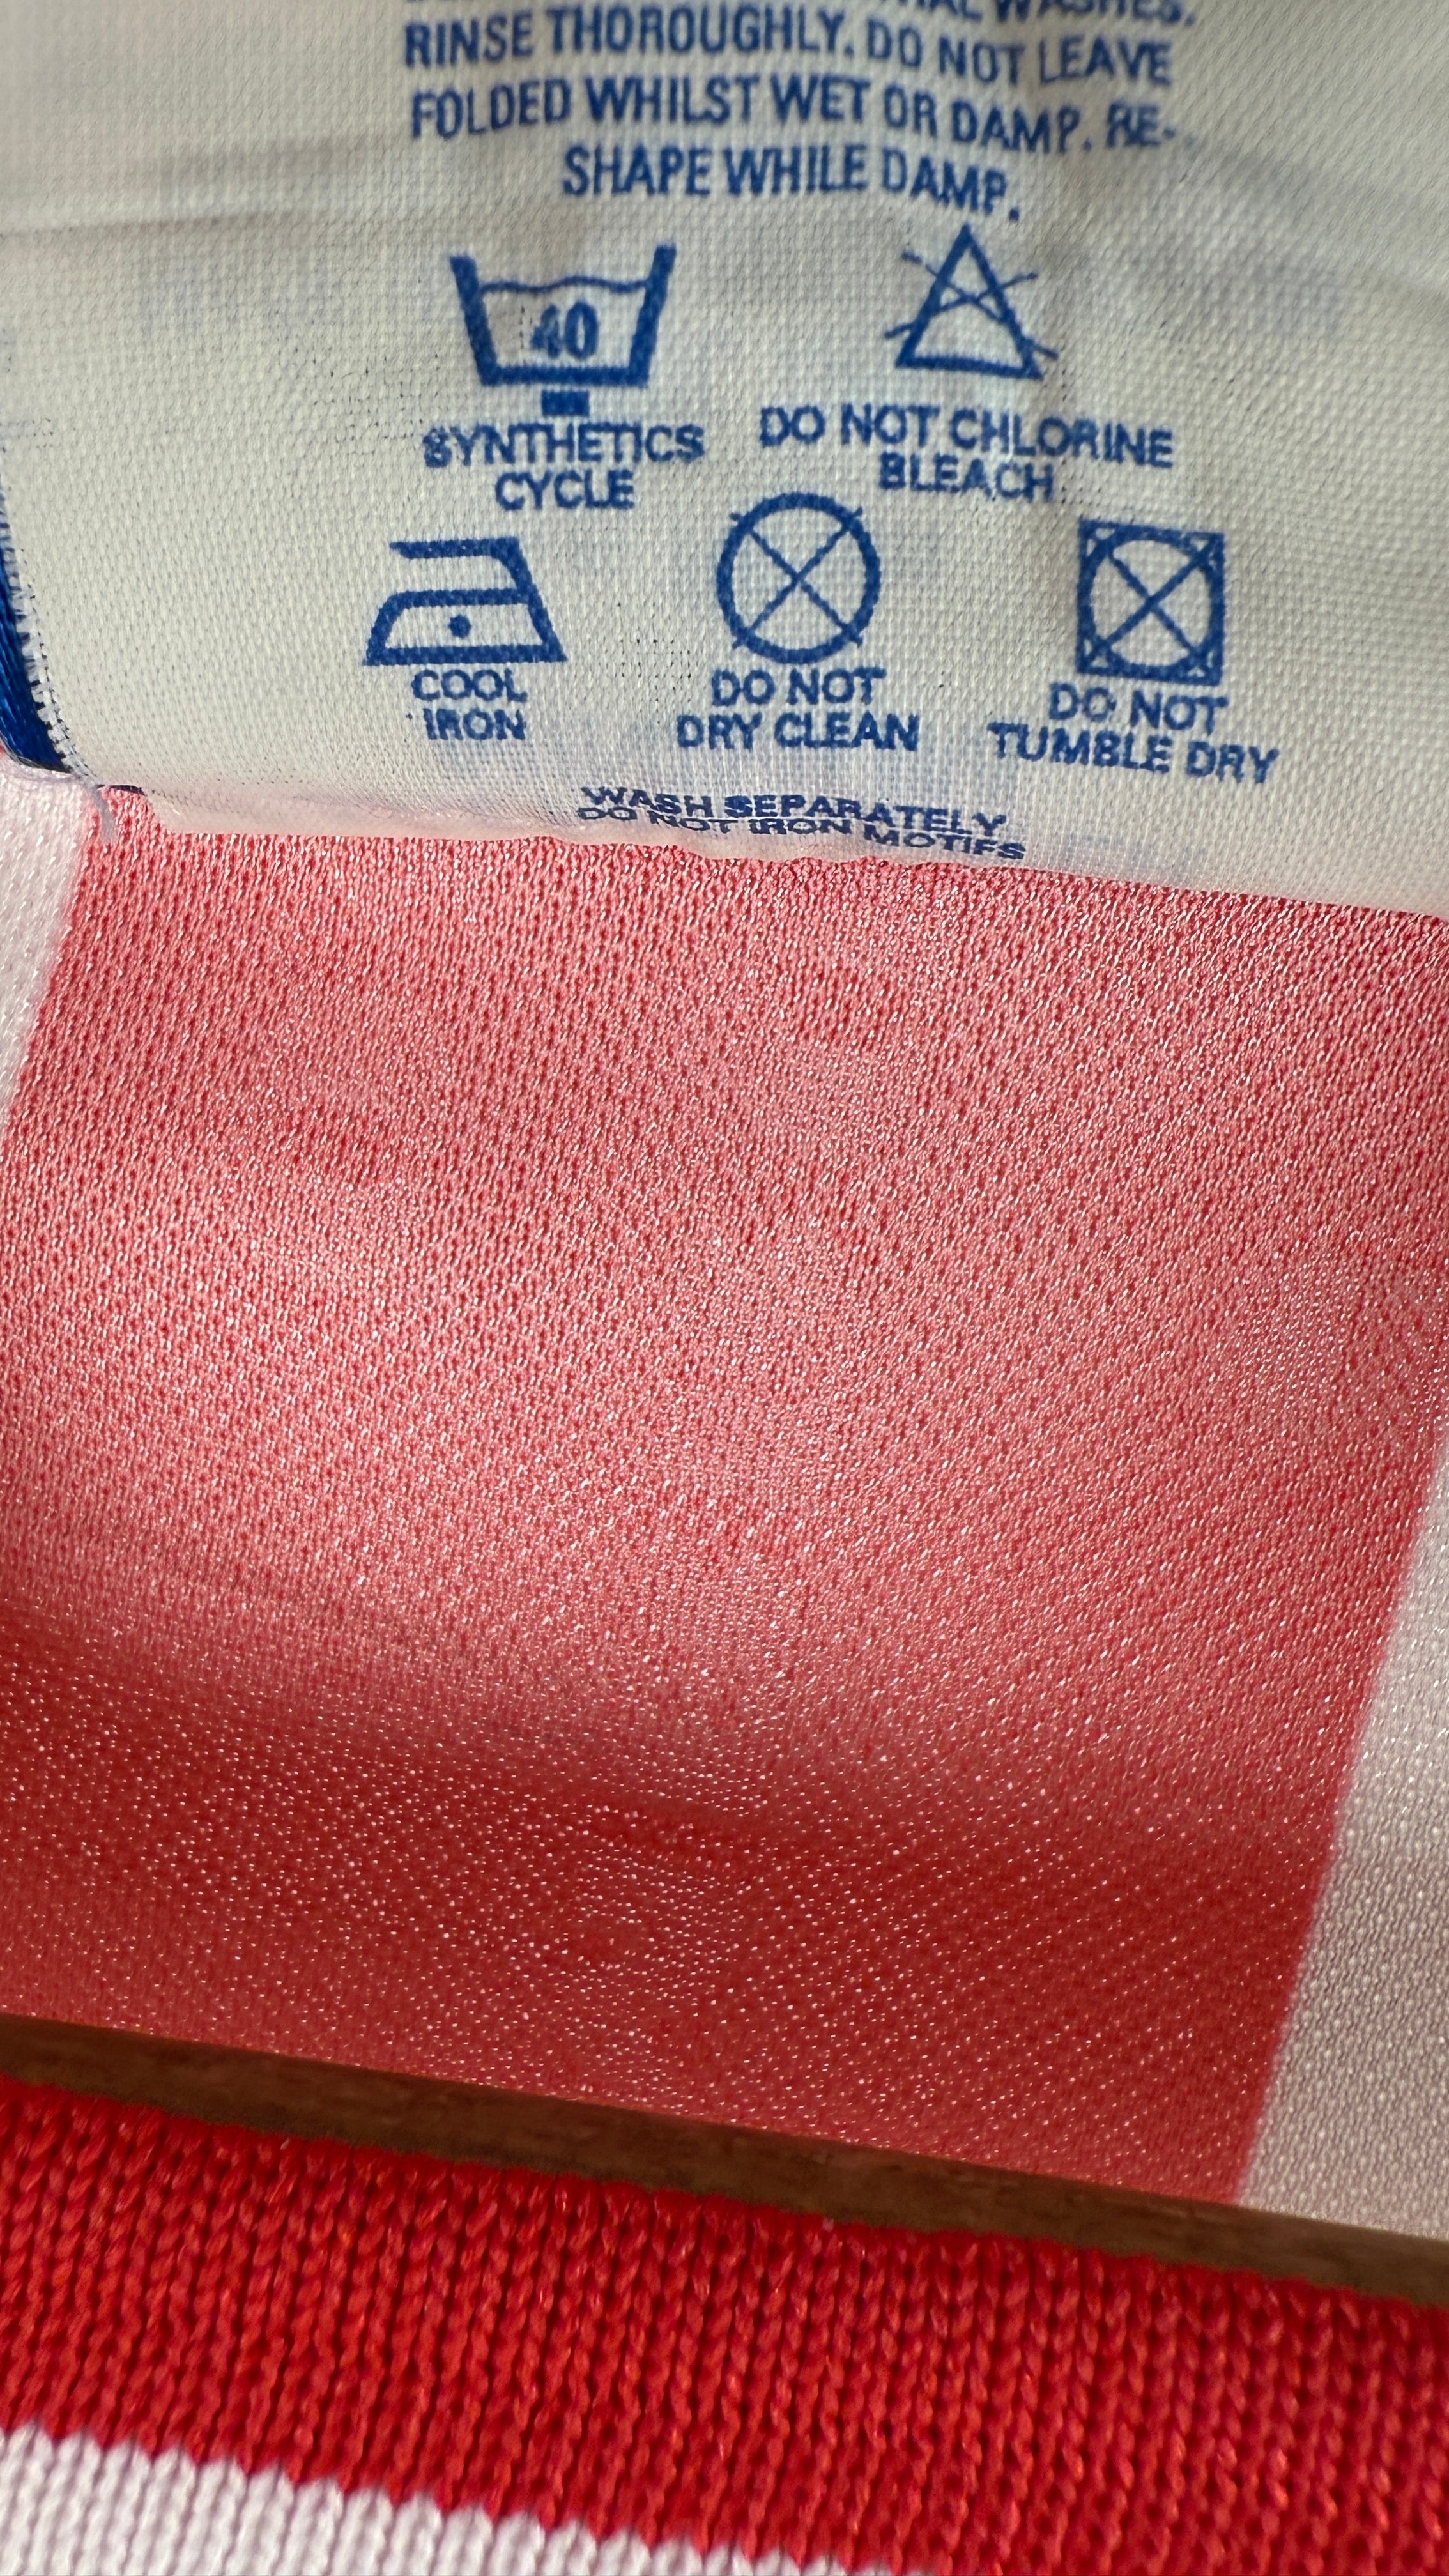 WASHES.
RINSE THOROUGHLY. DO NOT LEAVE
FOLDED WHILST WET OR DAMP. RE-
SHAPE WHILE DAMP.
40
SYNTHETICS
CYCLE
DO NOT CHLORINE
BLEACH
COOL
IRON
DO NOT
DRY CLEAN
DO NOT
TUMBLE DRY
WASH SEPARATELY
DO NOT IRON MOTIFS